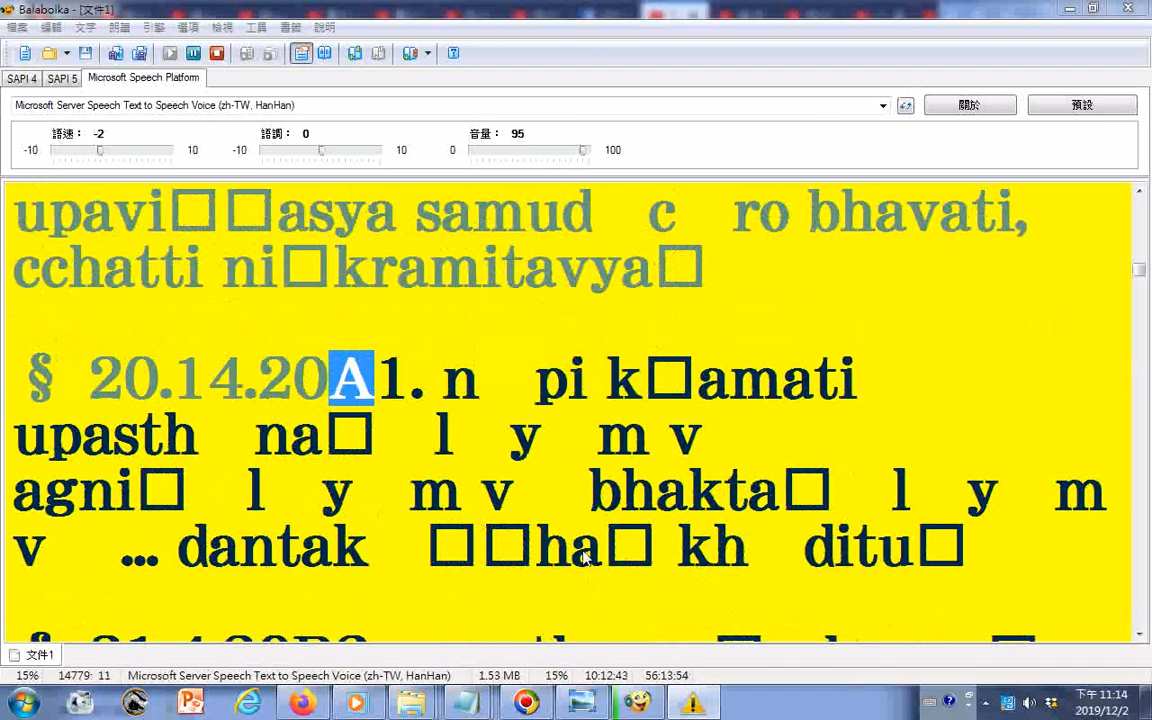 Balabolka - [文件1]
檔案 編輯 文字 朗讀 引擎 選項 檢視 工具 書籤 說明
SAPI 4 SAPI 5 Microsoft Speech Platform
Microsoft Server Speech Text to Speech Voice (zh-TW, HanHan) 關於 預設
語速： -2 語調： 0 音量： 95
-10 10 -10 10 0 100
upavi□□asya samud c ro bhavati,
cchatti ni□kramitavya□
§ 20.14.20A1. n pi k□amati
upasth na□ l y m v
agni□ l y m v bhakta□ l y m
v ... dantak □□ha□ kh ditu□
文件1
15% 14779: 11 Microsoft Server Speech Text to Speech Voice (zh-TW, HanHan) 1.53 MB 15% 10:12:43 56:13:54
下午 11:14
2019/12/2